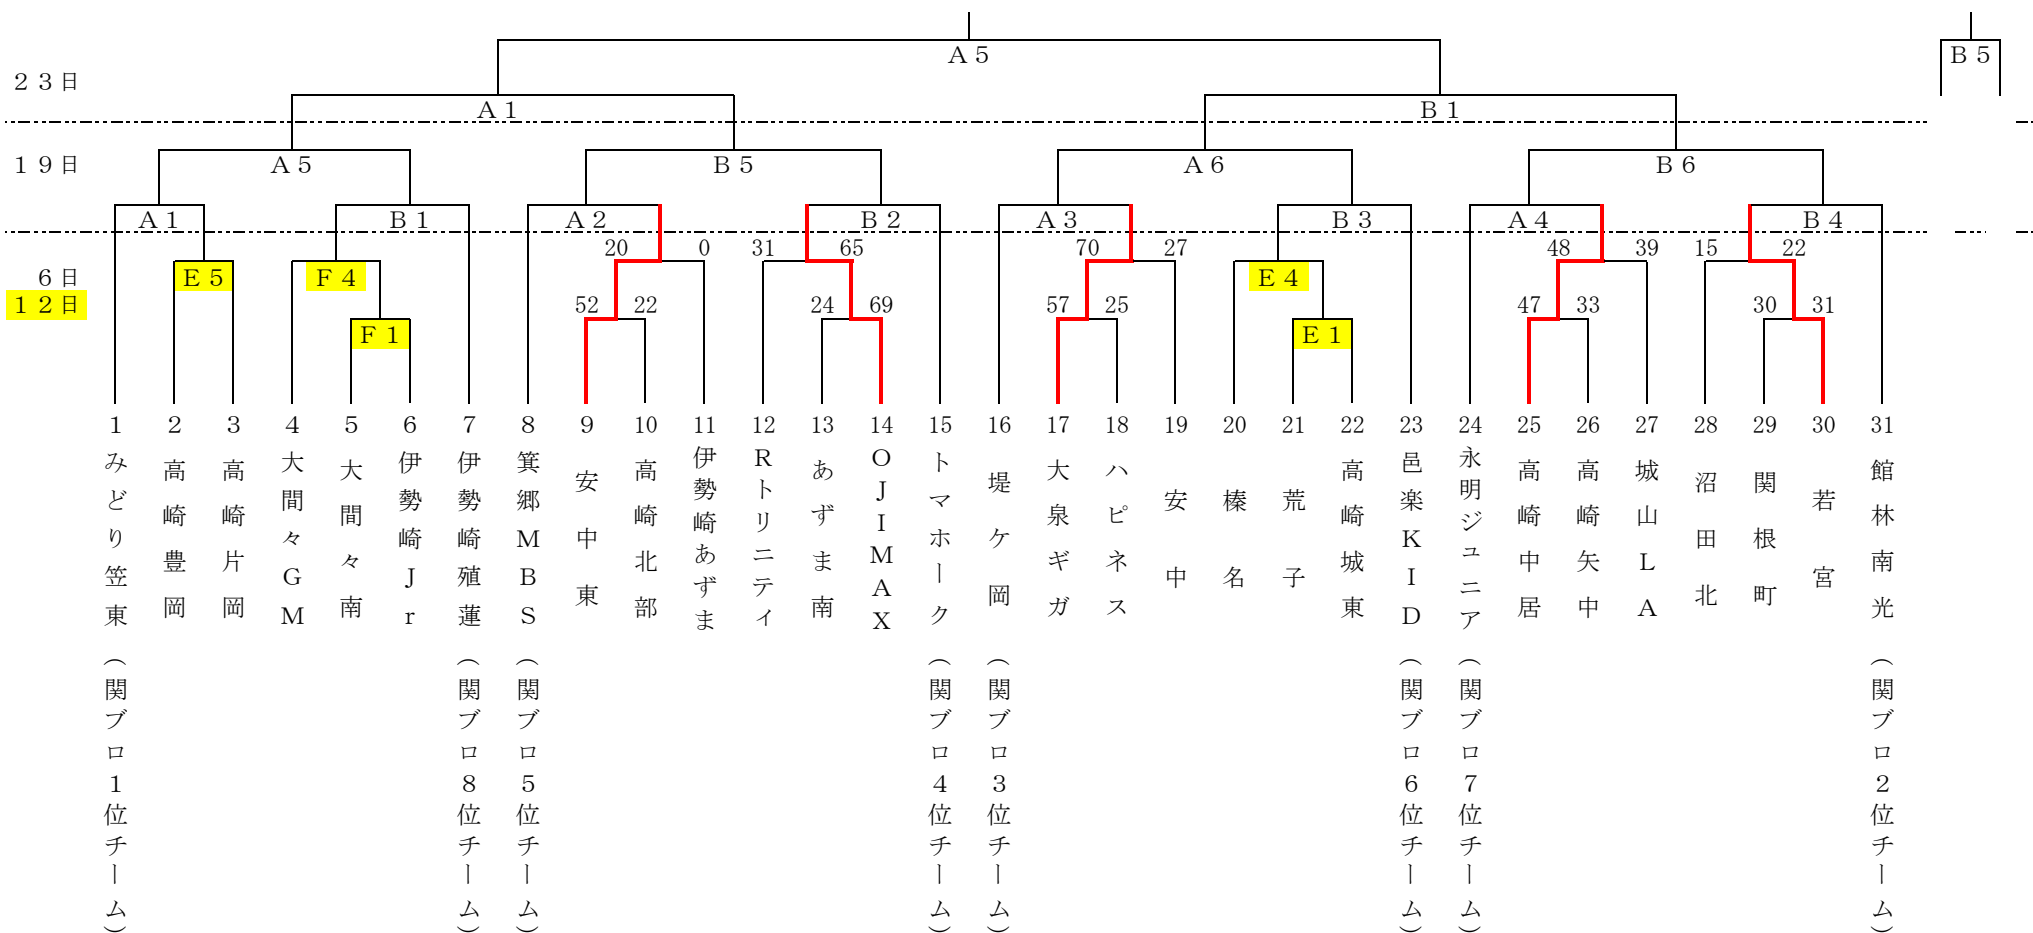 Ａ５
Ｂ５
２３日
Ａ１
Ｂ１
１９日
Ａ５
Ｂ５
Ａ６
Ｂ６
Ａ１
Ｂ１
Ａ２
Ｂ２
Ａ３
Ｂ３
Ａ４
Ｂ４
20 0 31 65 70 27 48 39 15 22
６日
Ｅ５
Ｆ４
Ｅ４
１２日
52 22 24 69 57 25 47 33 30 31
Ｆ１
Ｅ１
1 2 3 4 5 6 7 8 9 10 11 12 13 14 15 16 17 18 19 20 21 22 23 24 25 26 27 28 29 30 31
みどり笠東（関ブロ１位チーム）
高崎豊岡
高崎片岡
大間々ＧＭ
大間々南
伊勢崎Ｊｒ
伊勢崎殖蓮（関ブロ８位チーム）
箕郷ＭＢＳ（関ブロ５位チーム）
安中東
高崎北部
伊勢崎あずま
Ｒトリニティ
あずま南
ＯＪＩＭＡＸ
トマホーク（関ブロ４位チーム）
堤ケ岡（関ブロ３位チーム）
大泉ギガ
ハピネス
安中
榛名
荒子
高崎城東
邑楽ＫＩＤ（関ブロ６位チーム）
永明ジュニア（関ブロ７位チーム）
高崎中居
高崎矢中
城山ＬＡ
沼田北
関根町
若宮
館林南光（関ブロ２位チーム）